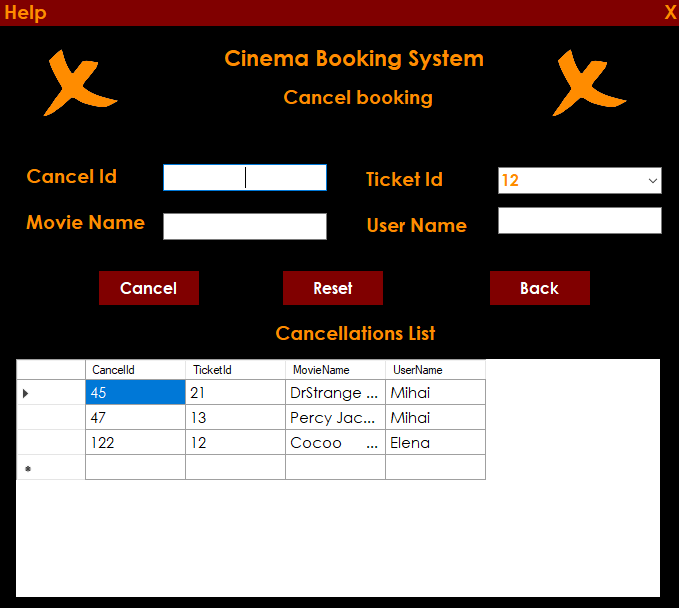 Help X
Cinema Booking System
Cancel booking
Cancel Id
Ticket Id 12
Movie Name
User Name
Cancel Reset Back
Cancellations List
CancelId TicketId MovieName UserName
45 21 DrStrange ... Mihai
47 13 Percy Jac... Mihai
122 12 Cocoo ... Elena